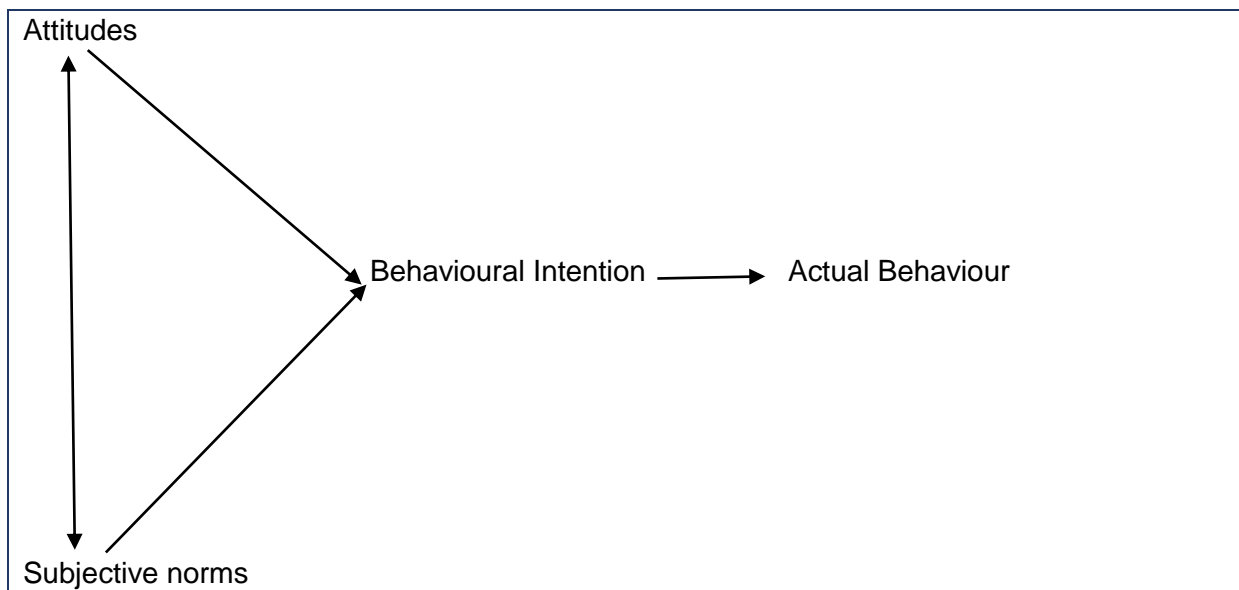 Attitudes
Behavioural Intention
Actual Behaviour
Subjective norms